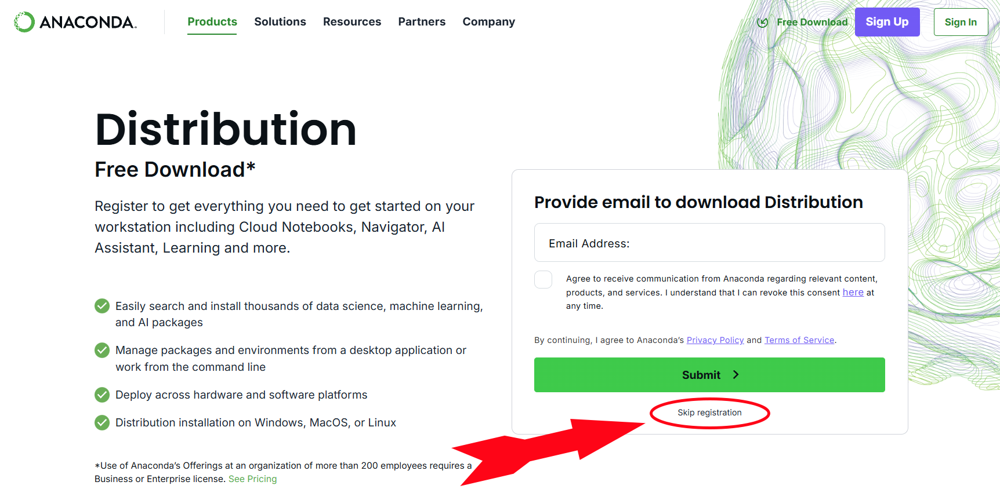 ANACONDA.
Products Solutions Resources Partners Company
Free Download
Sign Up
Sign In
Distribution
Free Download*
Register to get everything you need to get started on your
workstation including Cloud Notebooks, Navigator, AI
Assistant, Learning and more.
Easily search and install thousands of data science, machine learning,
and AI packages
Manage packages and environments from a desktop application or
work from the command line
Deploy across hardware and software platforms
Distribution installation on Windows, MacOS, or Linux
*Use of Anaconda’s Offerings at an organization of more than 200 employees requires a
Business or Enterprise license. See Pricing
Provide email to download Distribution
Email Address:
Agree to receive communication from Anaconda regarding relevant content,
products, and services. I understand that I can revoke this consent here at
any time.
By continuing, I agree to Anaconda’s Privacy Policy and Terms of Service.
Submit
Skip registration